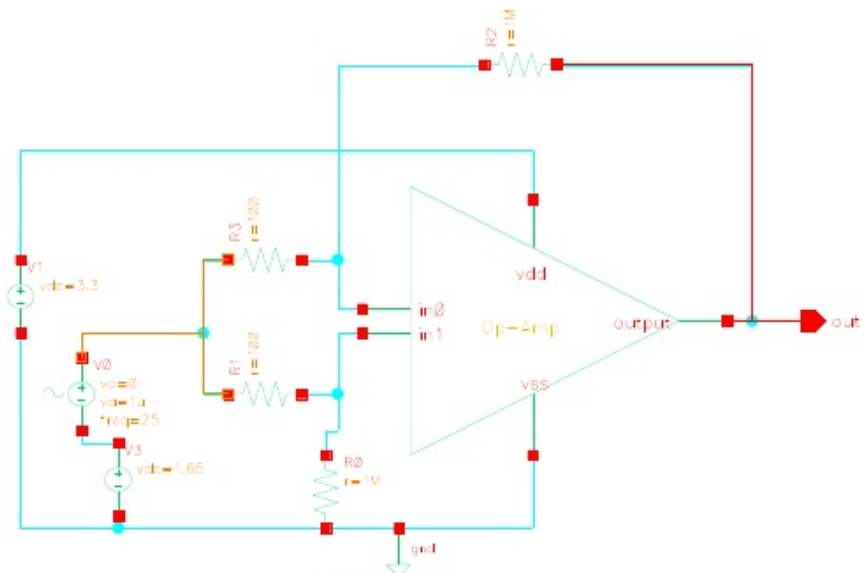 R2
r=1M
R3
r=100
V1
vdc=3.3
vdd
in0
in1
Op-Amp
output
out
R1
r=100
vss
V0
vo=0
va=1u
freq=25
V3
vdc=1.65
R0
r=1M
gnd